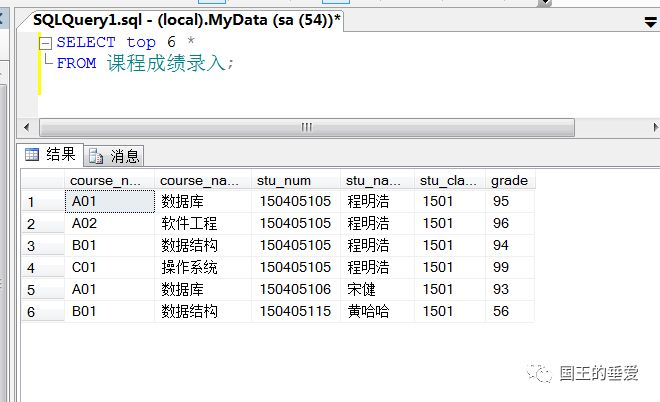 SQLQuery1.sql - (local).MyData (sa (54))*
SELECT top 6 *
FROM 课程成绩录入;
结果 消息
course_n... course_na... stu_num stu_na... stu_cla... grade
1 A01 数据库 150405105 程明浩 1501 95
2 A02 软件工程 150405105 程明浩 1501 96
3 B01 数据结构 150405105 程明浩 1501 94
4 C01 操作系统 150405105 程明浩 1501 99
5 A01 数据库 150405106 宋健 1501 93
6 B01 数据结构 150405115 黄哈哈 1501 56
国王的垂爱